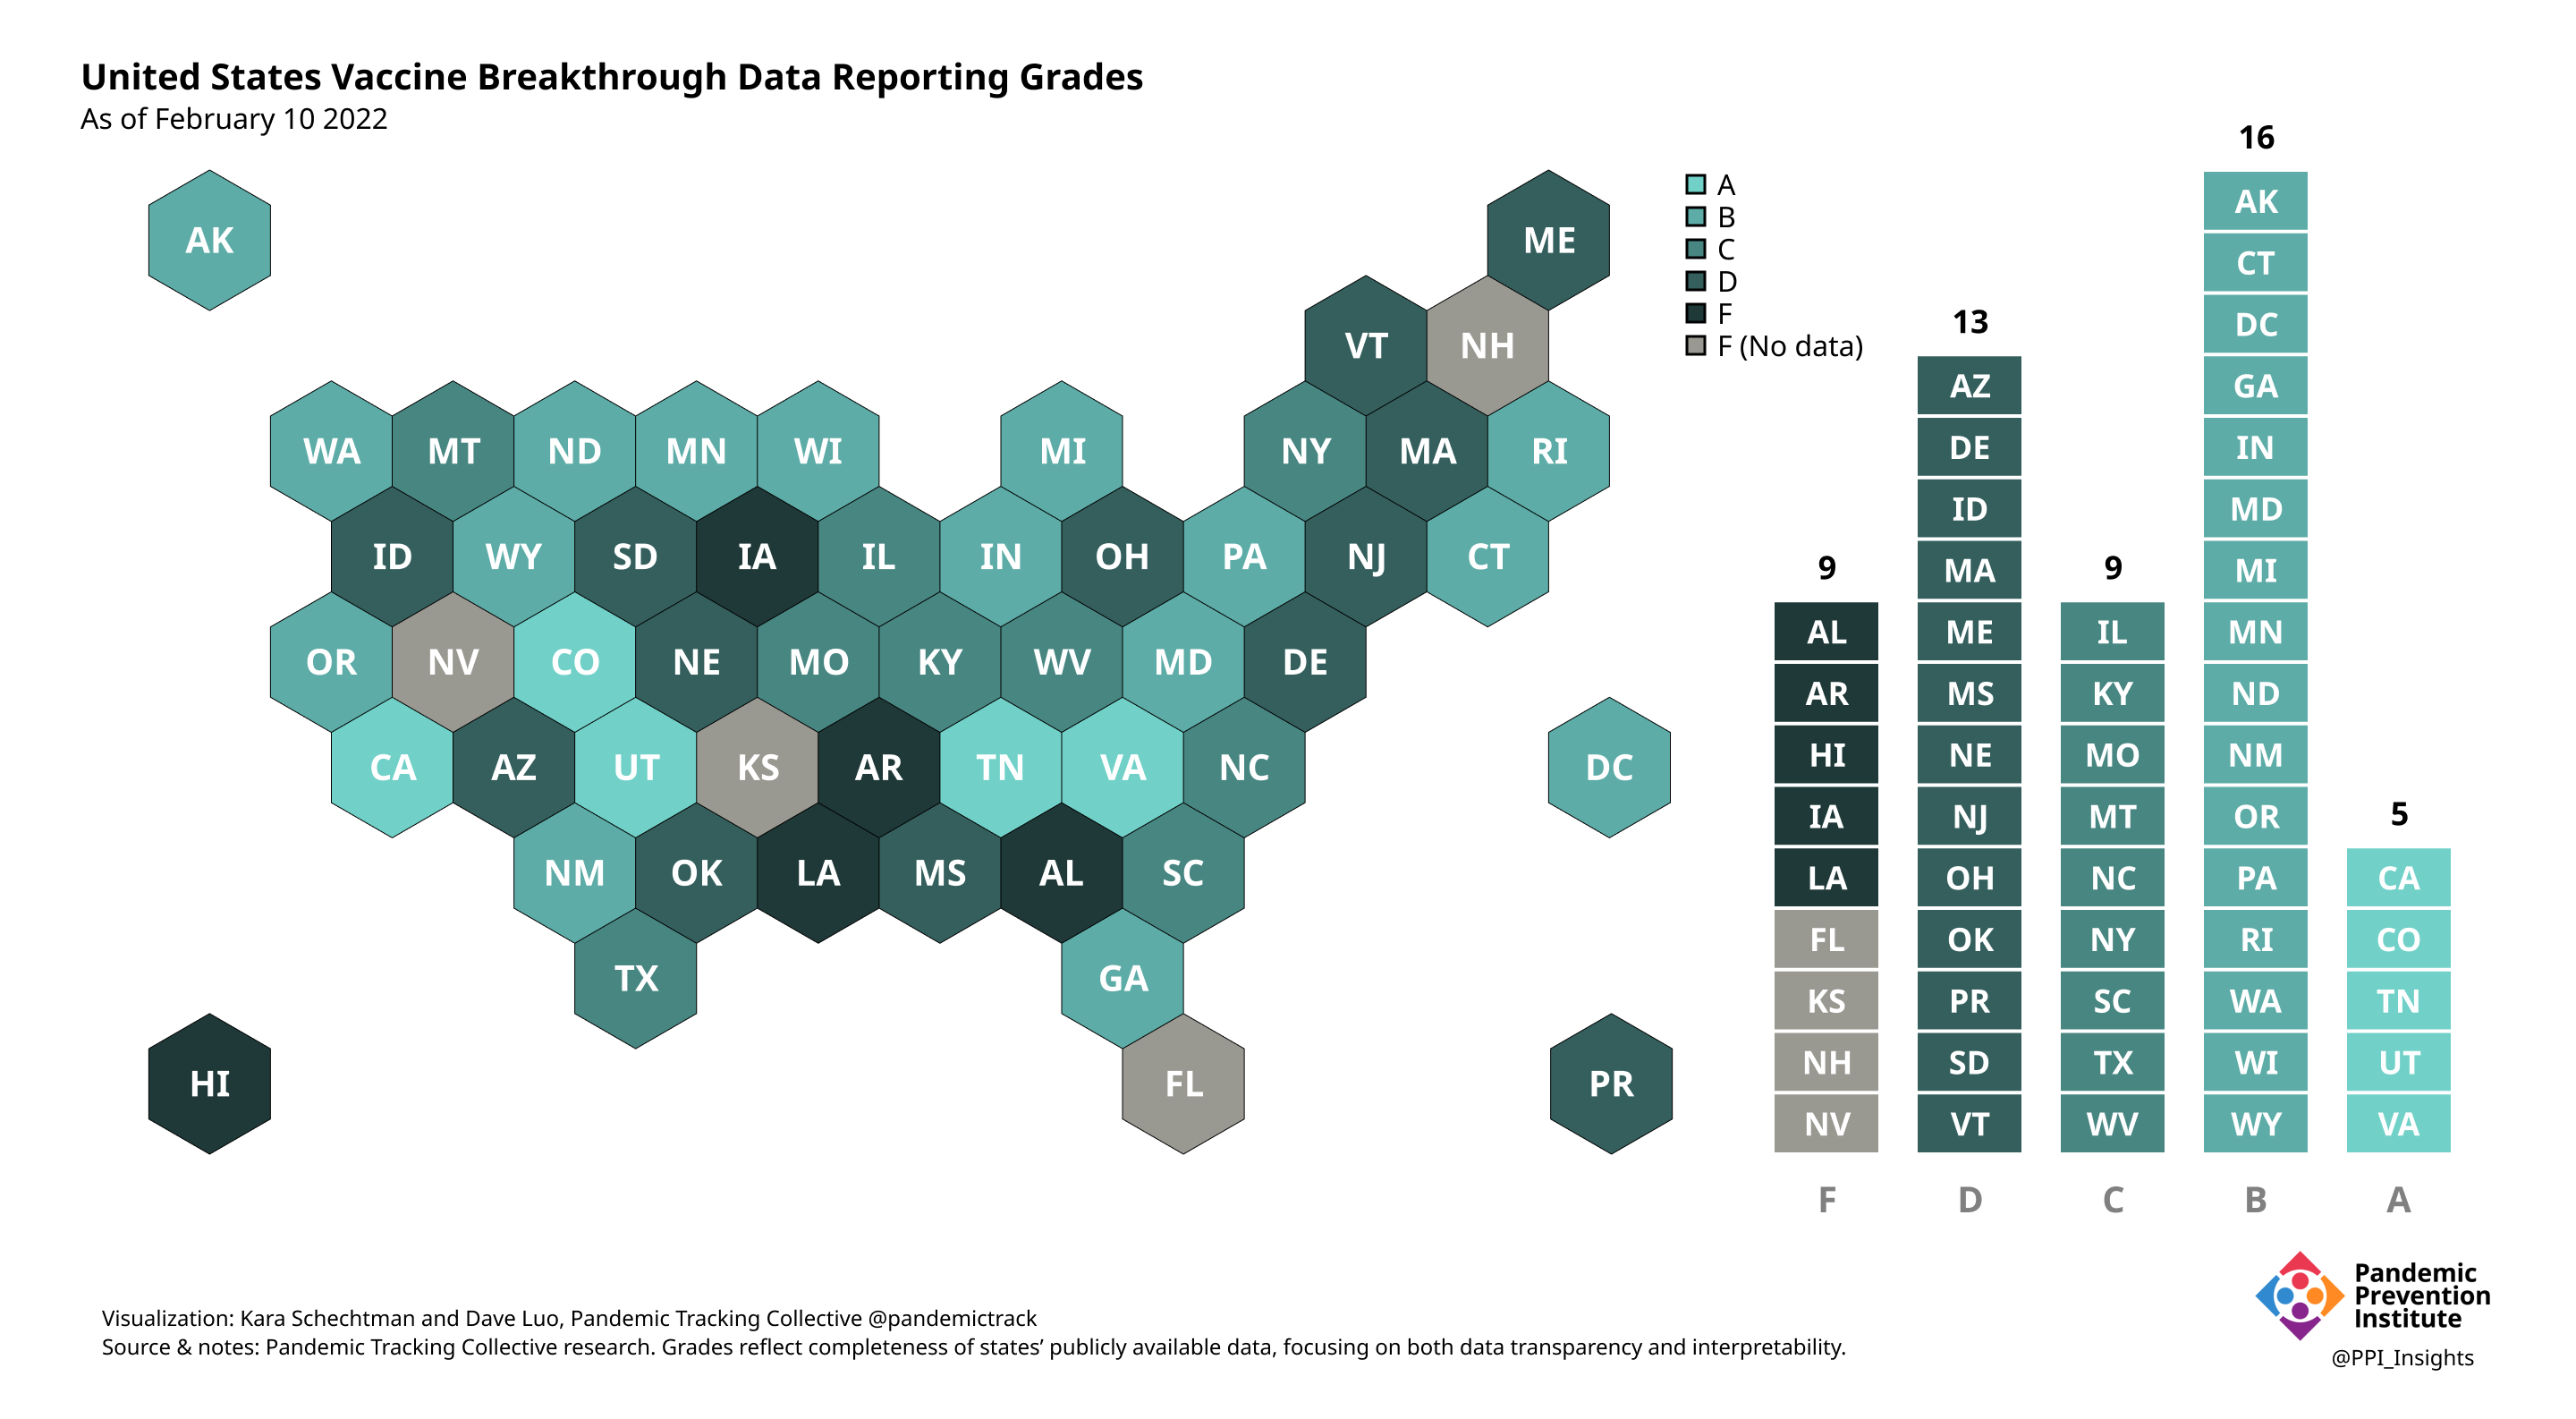 United States Vaccine Breakthrough Data Reporting Grades
As of February 10 2022
AK
ME
VT NH
WA MT ND MN WI MI NY MA RI
ID WY SD IA IL IN OH PA NJ CT
OR NV CO NE MO KY WV MD DE
CA AZ UT KS AR TN VA NC DC
NM OK LA MS AL SC
TX GA
HI FL PR
A
B
C
D
F
F (No data)
9
AL
AR
HI
IA
LA
FL
KS
NH
NV
F
13
AZ
DE
ID
MA
ME
MS
NE
NJ
OH
OK
PR
SD
VT
D
9
IL
KY
MO
MT
NC
NY
SC
TX
WV
C
16
AK
CT
DC
GA
IN
MD
MI
MN
ND
NM
OR
PA
RI
WA
WI
WY
B
5
CA
CO
TN
UT
VA
A
Visualization: Kara Schechtman and Dave Luo, Pandemic Tracking Collective @pandemictrack
Source & notes: Pandemic Tracking Collective research. Grades reflect completeness of states’ publicly available data, focusing on both data transparency and interpretability.
Pandemic
Prevention
Institute
@PPI_Insights